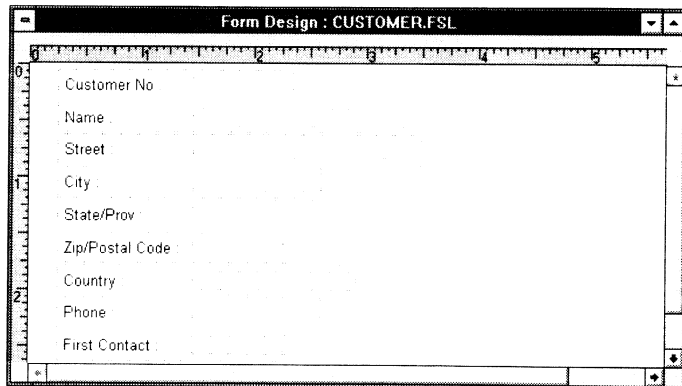 Form Design : CUSTOMER.FSL
0 1 2 3 4 5
0
Customer No
Name :
Street :
1
City :
State/Prov :
Zip/Postal Code :
Country
2
Phone :
First Contact :